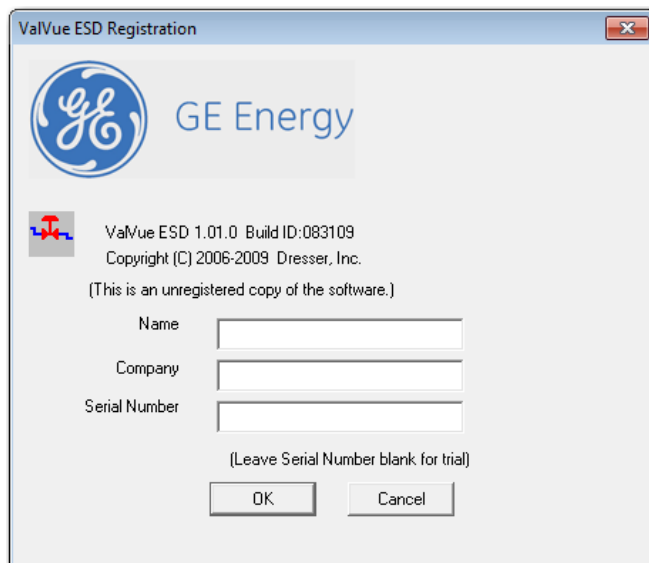 ValVue ESD Registration
GE Energy
ValVue ESD 1.01.0 Build ID:083109
Copyright (C) 2006-2009 Dresser, Inc.
(This is an unregistered copy of the software.)
Name
Company
Serial Number
(Leave Serial Number blank for trial)
OK Cancel